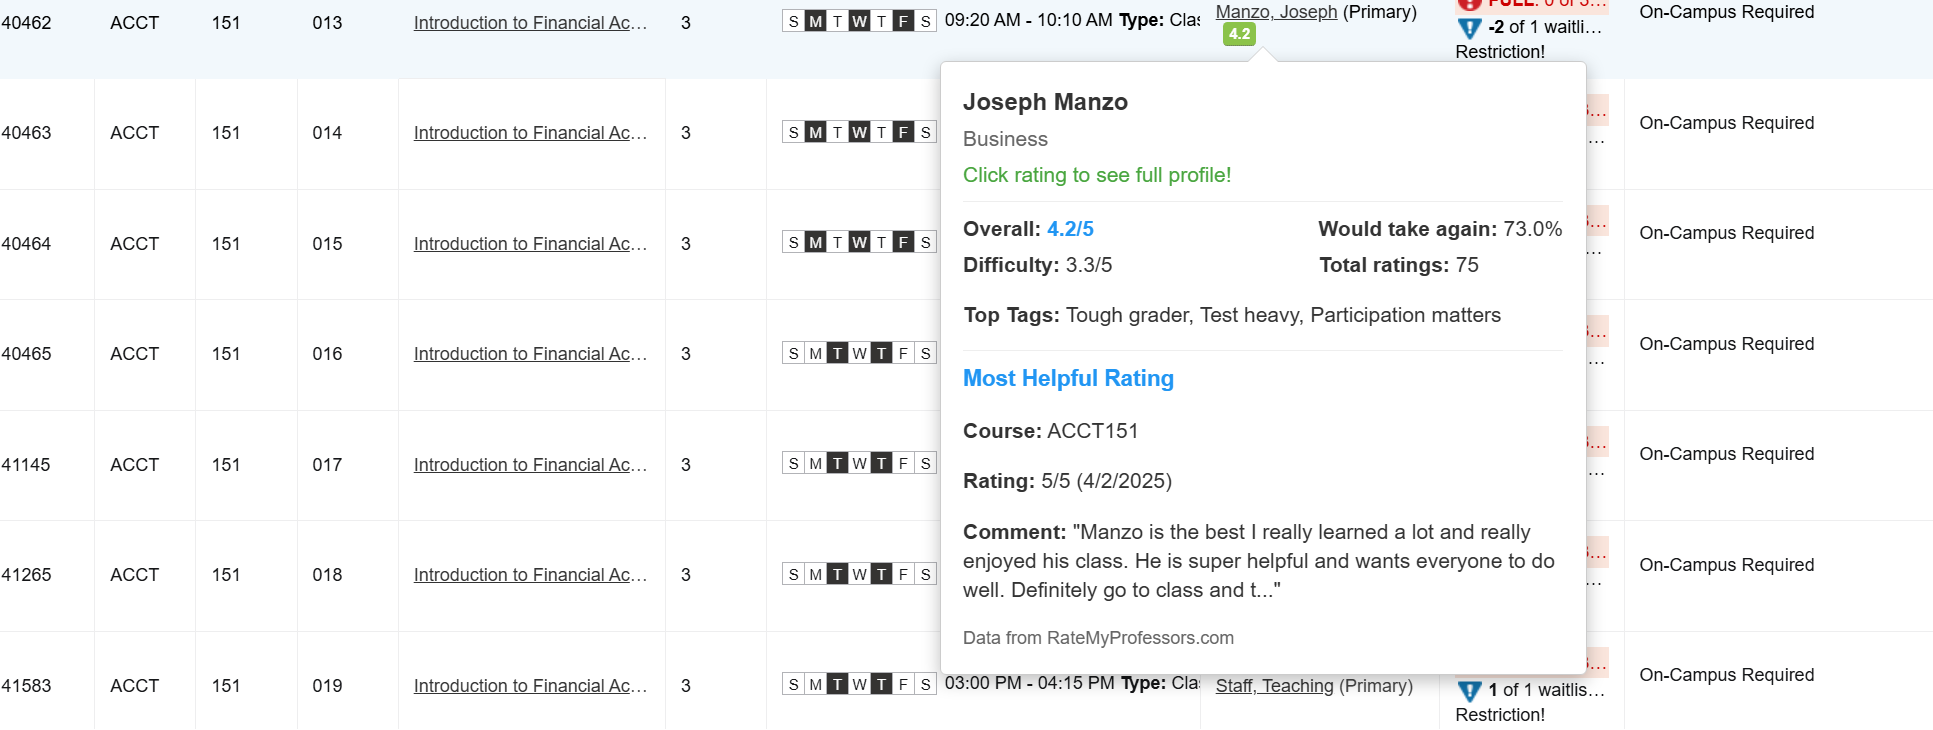 40462 ACCT 151 013 Introduction to Financial Ac... 3 S M T W T F S 09:20 AM - 10:10 AM Type: Clas Manzo, Joseph (Primary) 4.2 FULL: 0 of 3... On-Campus Required
-2 of 1 waitli...
Restriction!
40463 ACCT 151 014 Introduction to Financial Ac... 3 S M T W T F S On-Campus Required
40464 ACCT 151 015 Introduction to Financial Ac... 3 S M T W T F S On-Campus Required
40465 ACCT 151 016 Introduction to Financial Ac... 3 S M T W T F S On-Campus Required
41145 ACCT 151 017 Introduction to Financial Ac... 3 S M T W T F S On-Campus Required
41265 ACCT 151 018 Introduction to Financial Ac... 3 S M T W T F S On-Campus Required
41583 ACCT 151 019 Introduction to Financial Ac... 3 S M T W T F S 03:00 PM - 04:15 PM Type: Clas Staff, Teaching (Primary) On-Campus Required
1 of 1 waitlis...
Restriction!
Joseph Manzo
Business
Click rating to see full profile!
Overall: 4.2/5 Would take again: 73.0%
Difficulty: 3.3/5 Total ratings: 75
Top Tags: Tough grader, Test heavy, Participation matters
Most Helpful Rating
Course: ACCT151
Rating: 5/5 (4/2/2025)
Comment: "Manzo is the best I really learned a lot and really
enjoyed his class. He is super helpful and wants everyone to do
well. Definitely go to class and t..."
Data from RateMyProfessors.com